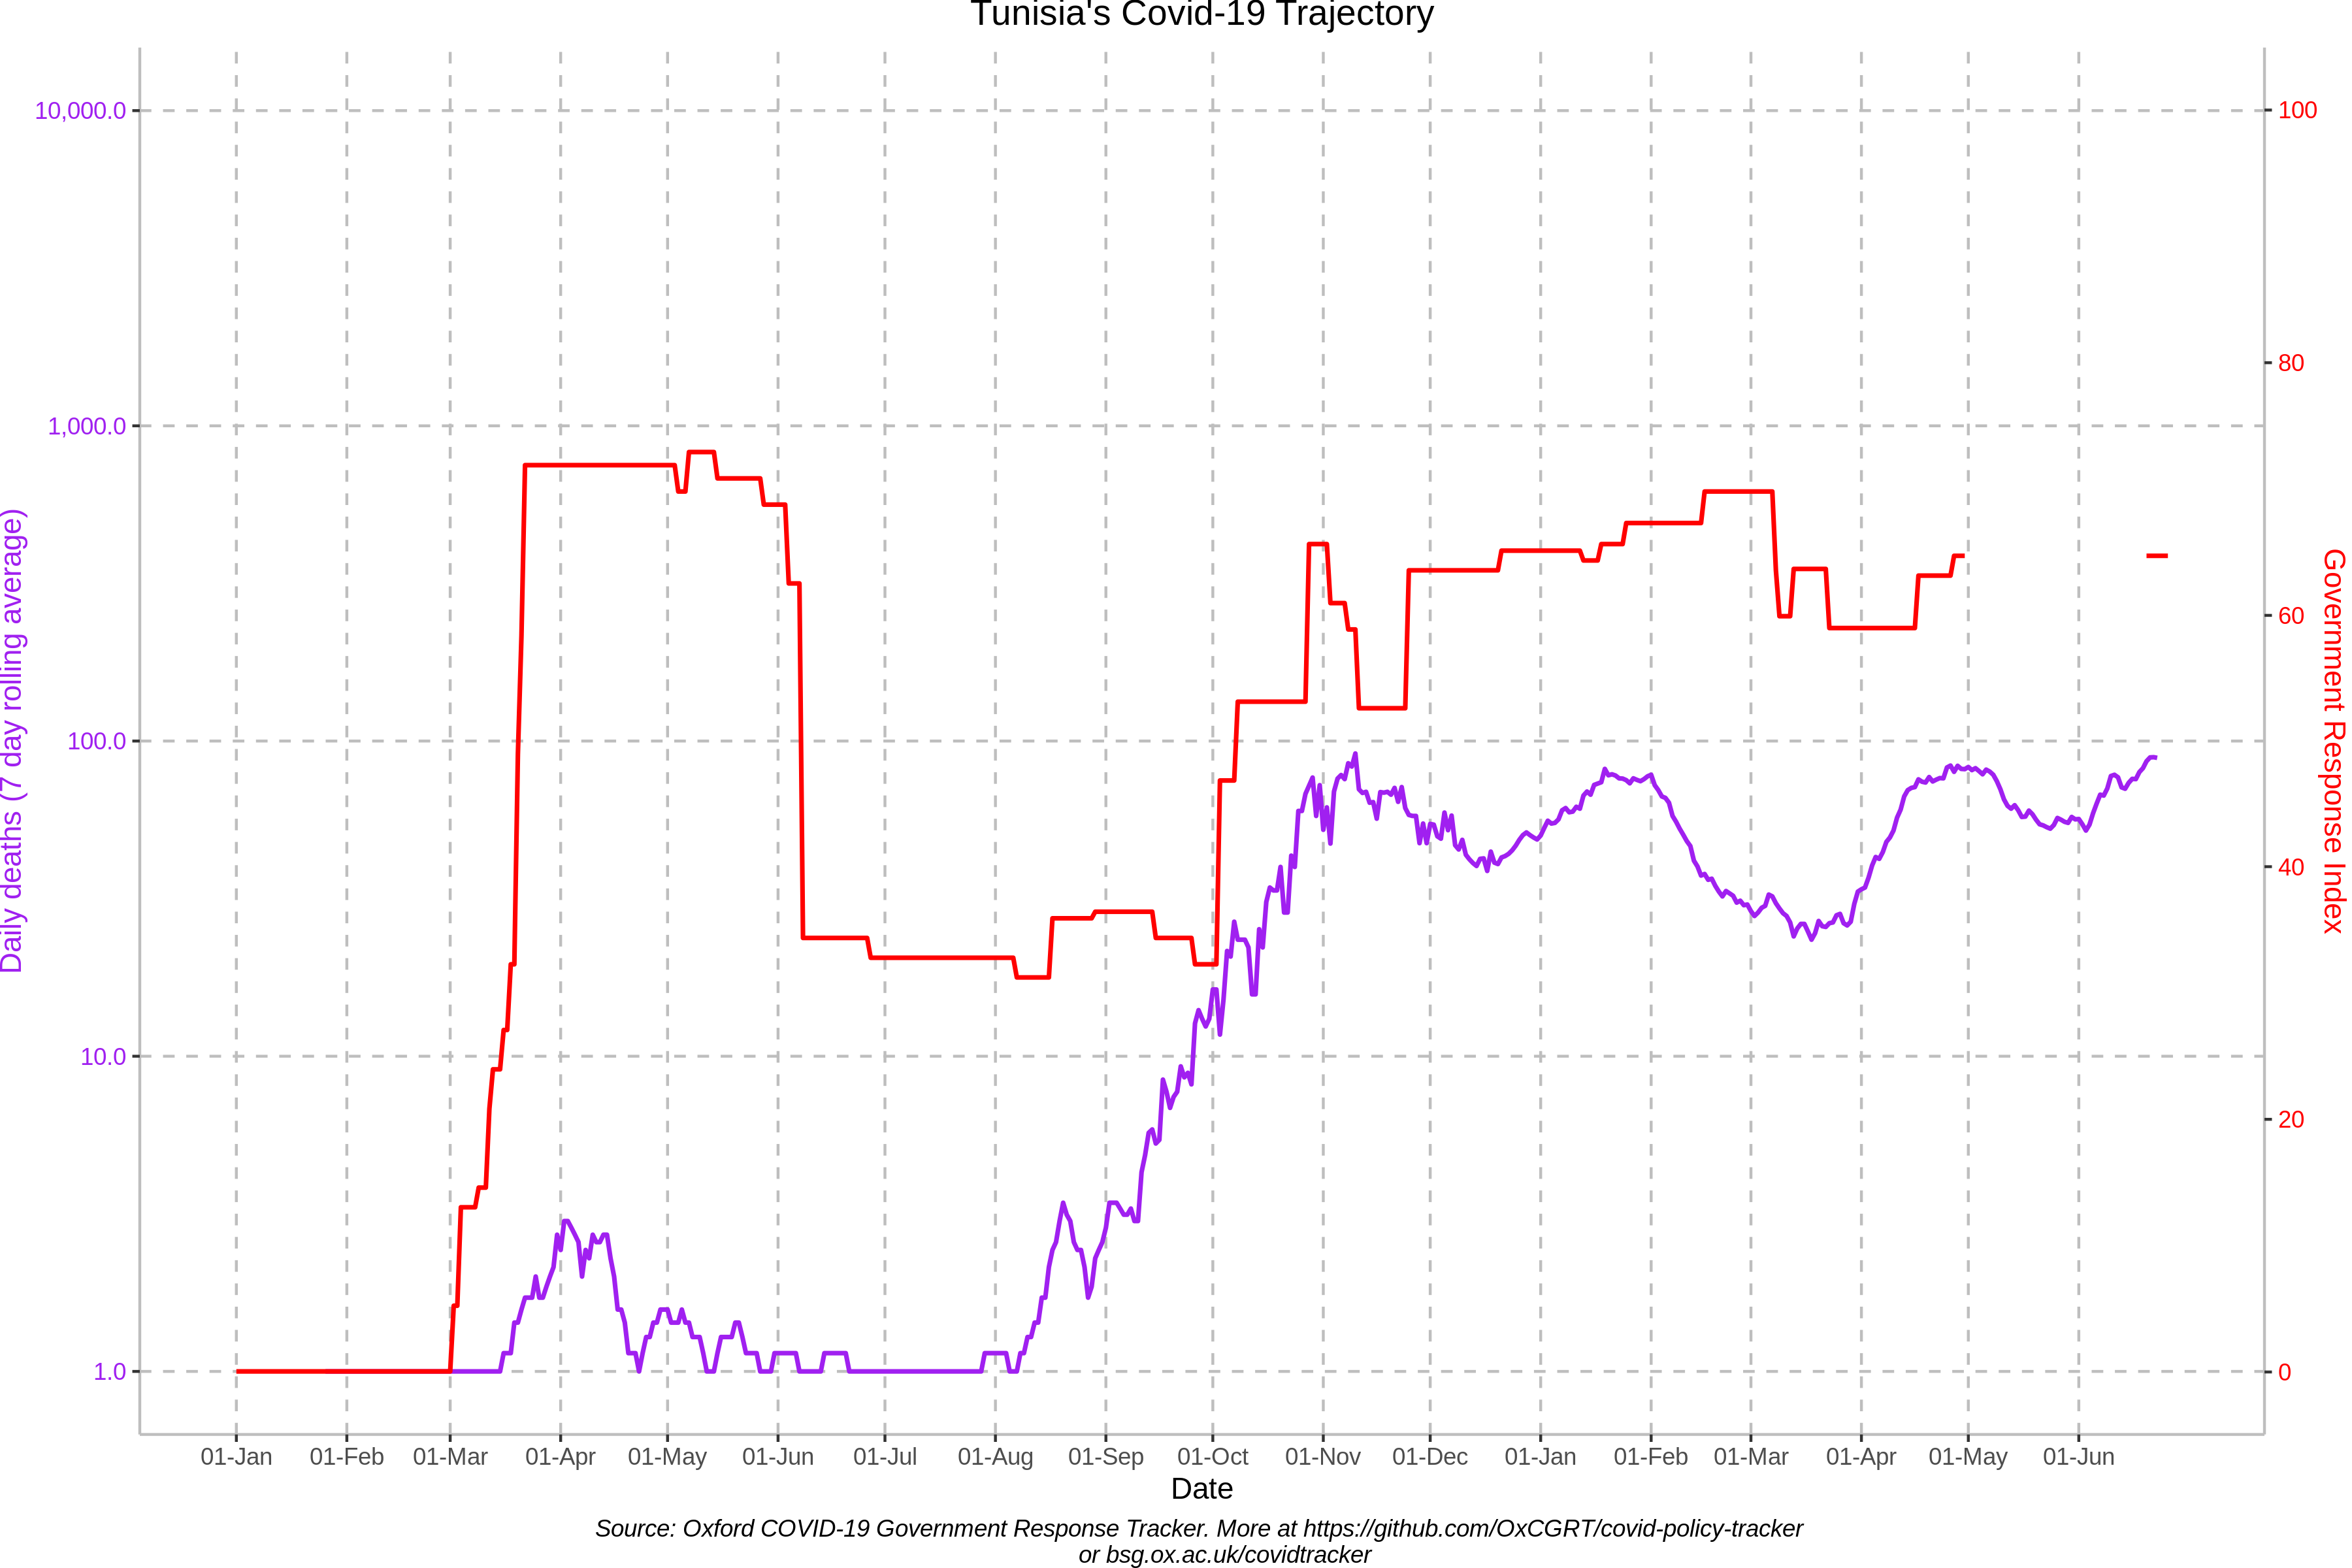 Tunisia's Covid-19 Trajectory
10,000.0
1,000.0
100.0
10.0
1.0
Daily deaths (7 day rolling average)
100
80
60
40
20
0
Government Response Index
01-Jan 01-Feb 01-Mar 01-Apr 01-May 01-Jun 01-Jul 01-Aug 01-Sep 01-Oct 01-Nov 01-Dec 01-Jan 01-Feb 01-Mar 01-Apr 01-May 01-Jun
Date
Source: Oxford COVID-19 Government Response Tracker. More at https://github.com/OxCGRT/covid-policy-tracker
or bsg.ox.ac.uk/covidtracker